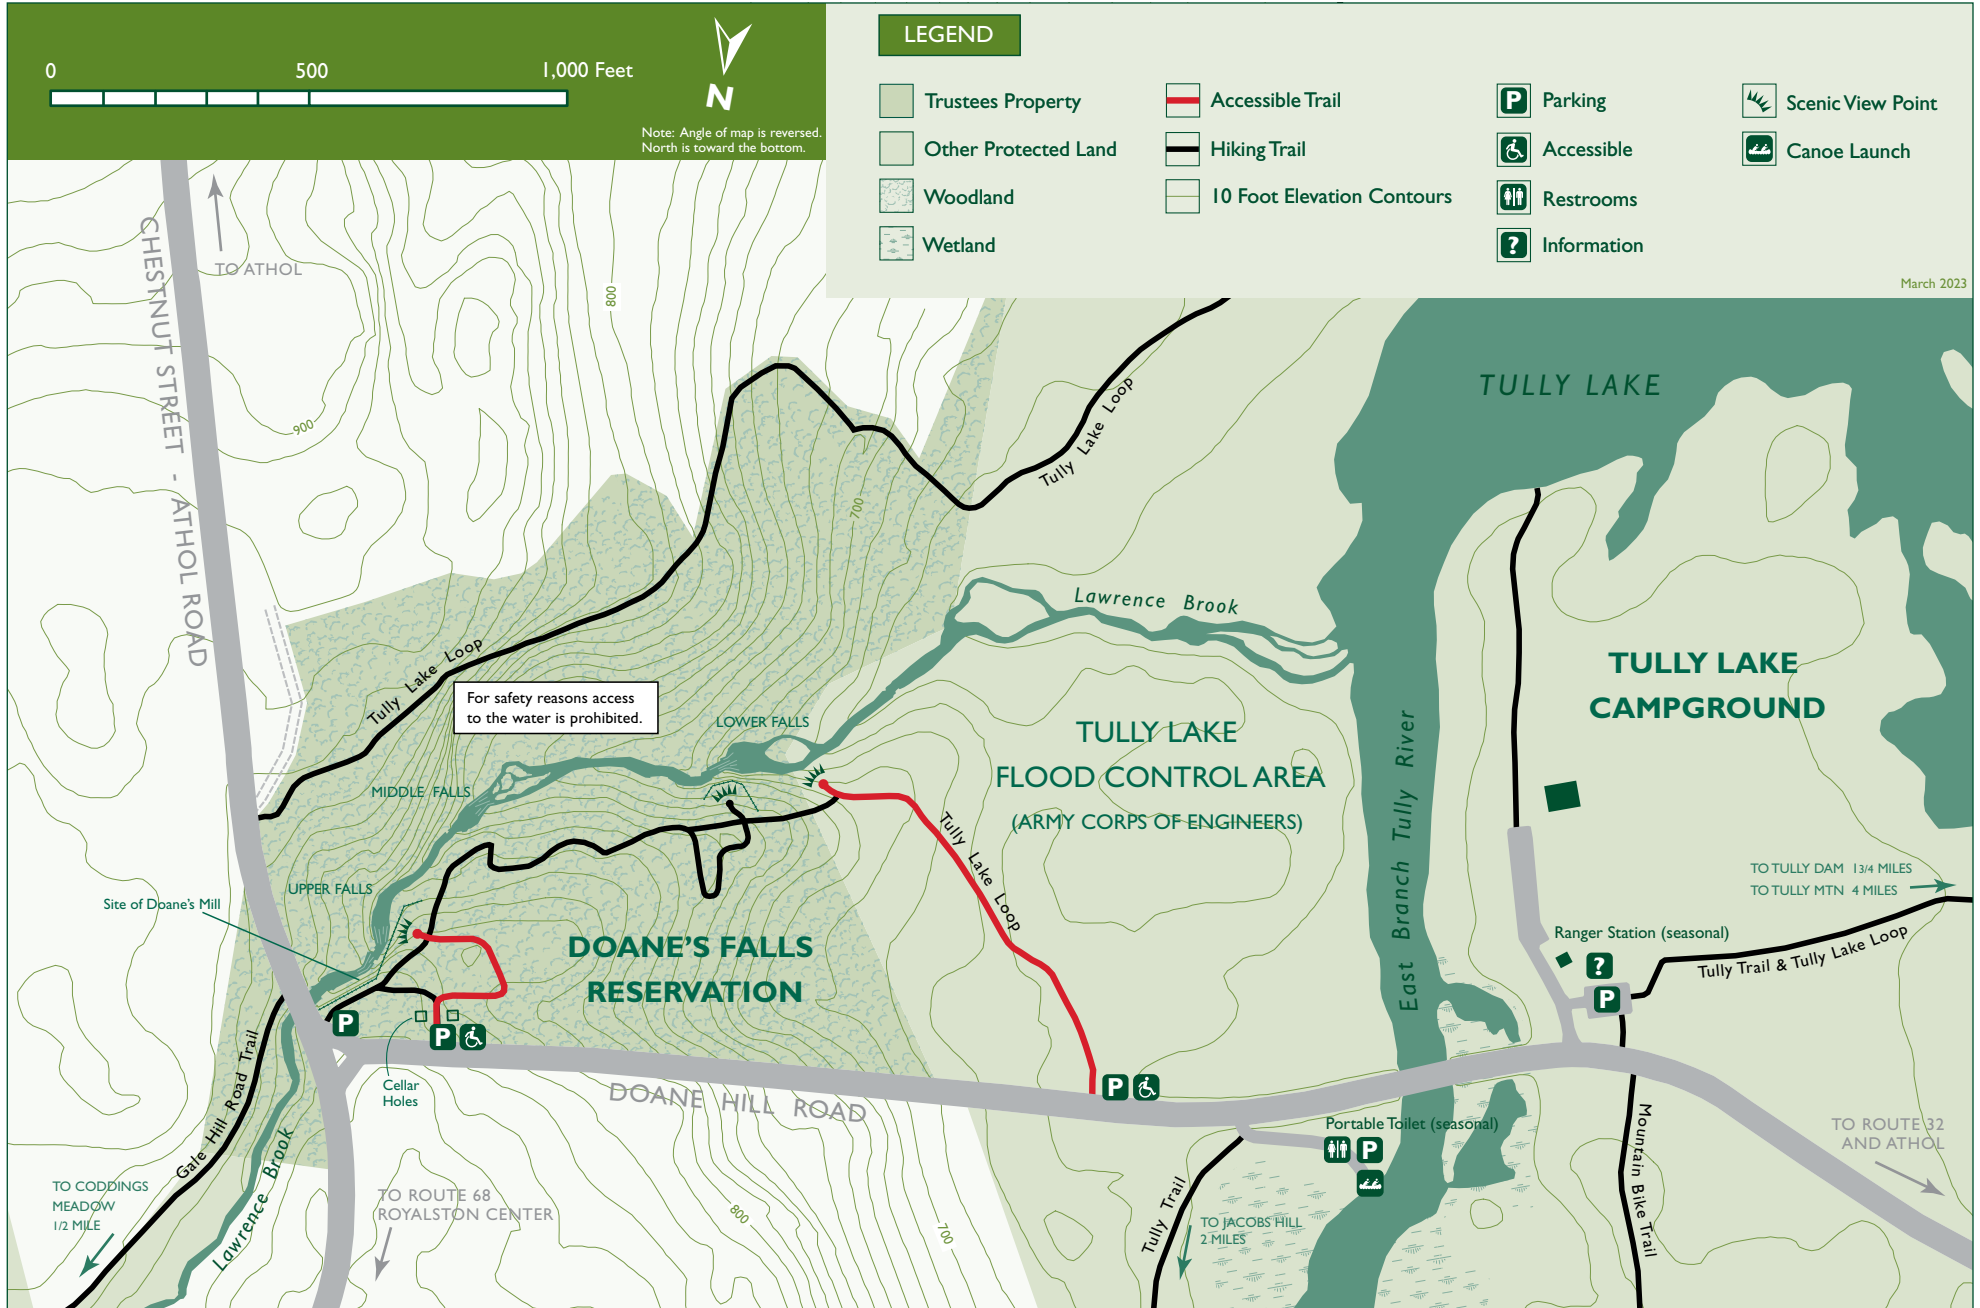 0
500
1,000 Feet
N
Note: Angle of map is reversed.
North is toward the bottom.
LEGEND
Trustees Property
Other Protected Land
Woodland
Wetland
Accessible Trail
Hiking Trail
10 Foot Elevation Contours
P Parking
Accessible
Restrooms
? Information
Scenic View Point
Canoe Launch
March 2023
CHESTNUT STREET - ATHOL ROAD
TO ATHOL
800
900
700
TULLY LAKE
Tully Lake Loop
Lawrence Brook
Tully Lake Loop
For safety reasons access
to the water is prohibited.
LOWER FALLS
MIDDLE FALLS
UPPER FALLS
Site of Doane's Mill
TULLY LAKE
FLOOD CONTROL AREA
(ARMY CORPS OF ENGINEERS)
TULLY LAKE
CAMPGROUND
East Branch Tully River
Tully Lake Loop
DOANE'S FALLS
RESERVATION
TO TULLY DAM 1 3/4 MILES
TO TULLY MTN 4 MILES
Ranger Station (seasonal)
?
P
Tully Trail & Tully Lake Loop
P
P
Cellar
Holes
P
DOANE HILL ROAD
Gale Hill Road Trail
Lawrence Brook
TO CODDINGS
MEADOW
1/2 MILE
TO ROUTE 68
ROYALSTON CENTER
800
700
Portable Toilet (seasonal)
P
Tully Trail
TO JACOBS HILL
2 MILES
Mountain Bike Trail
TO ROUTE 32
AND ATHOL